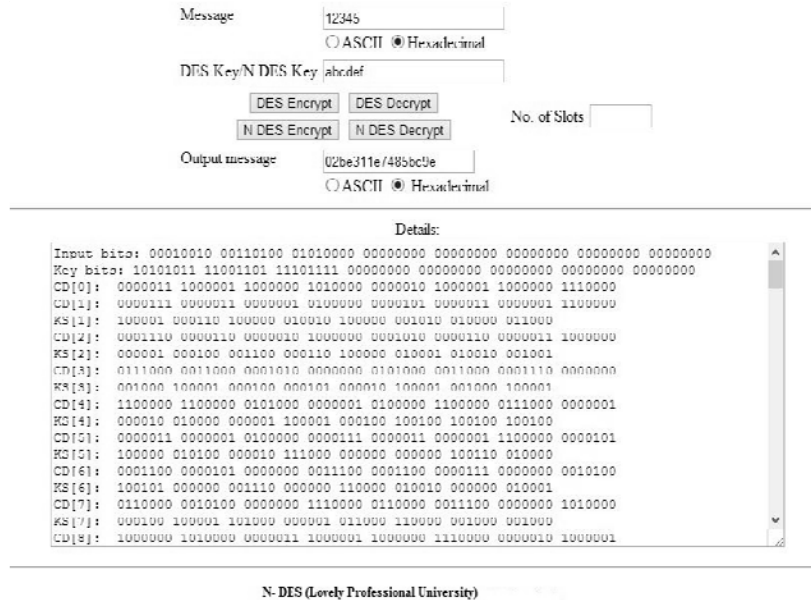 Message 12345
ASCII Hexadecimal
DES Key/N DES Key abcdef
DES Encrypt DES Decrypt
No. of Slots
N DES Encrypt N DES Decrypt
Output message 02be311e7485bc9e
ASCII Hexadecimal
Details:
Input bits: 00010010 00110100 01010000 00000000 00000000 00000000 00000000 00000000
Key bits: 10101011 11001101 11101111 00000000 00000000 00000000 00000000 00000000
CD[0]: 0000011 1000001 1000000 1010000 0000010 1000001 1000000 1110000
CD[1]: 0000111 0000011 0000001 0100000 0000101 0000011 0000001 1100000
KS[1]: 100001 000110 100000 010010 100000 001010 010000 011000
CD[2]: 0001110 0000110 0000010 1000000 0001010 0000110 0000011 1000000
KS[2]: 000001 000100 001100 000110 100000 010001 010010 001001
CD[3]: 0111000 0011000 0001010 0000000 0101000 0011000 0001110 0000000
KS[3]: 001000 100001 000100 000101 000010 100001 001000 100001
CD[4]: 1100000 1100000 0101000 0000001 0100000 1100000 0111000 0000001
KS[4]: 000010 010000 000001 100001 000100 100100 100100 100100
CD[5]: 0000011 0000001 0100000 0000111 0000011 0000001 1100000 0000101
KS[5]: 100000 010100 000010 111000 000000 000000 100110 010000
CD[6]: 0001100 0000101 0000000 0011100 0001100 0000111 0000000 0010100
KS[6]: 100101 000000 001110 000000 110000 010010 000000 010001
CD[7]: 0110000 0010100 0000000 1110000 0110000 0011100 0000000 1010000
KS[7]: 000100 100001 101000 000001 011000 110000 001000 001000
CD[8]: 1000000 1010000 0000011 1000001 1000000 1110000 0000010 1000001
N- DES (Lovely Professional University)